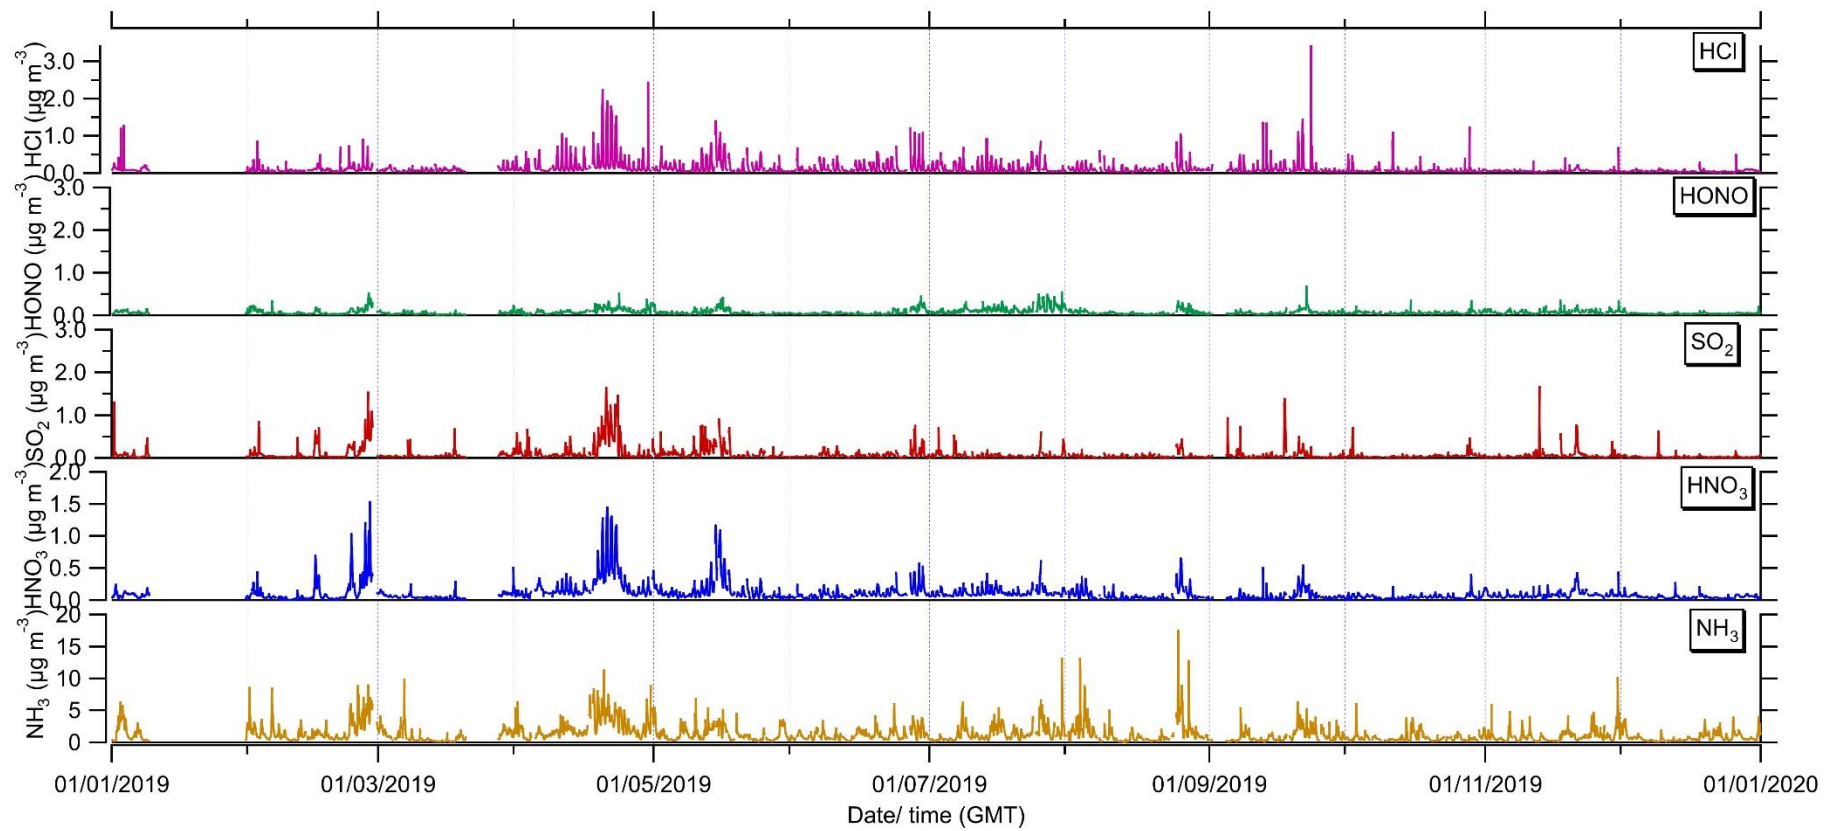 HCl (µg m⁻³)
3.0
2.0
1.0
0.0
HCl
HONO (µg m⁻³)
3.0
2.0
1.0
0.0
HONO
SO₂ (µg m⁻³)
3.0
2.0
1.0
0.0
SO₂
HNO₃ (µg m⁻³)
2.0
1.5
1.0
0.5
0.0
HNO₃
NH₃ (µg m⁻³)
20
15
10
5
0
NH₃
01/01/2019 01/03/2019 01/05/2019 01/07/2019 01/09/2019 01/11/2019 01/01/2020
Date/ time (GMT)